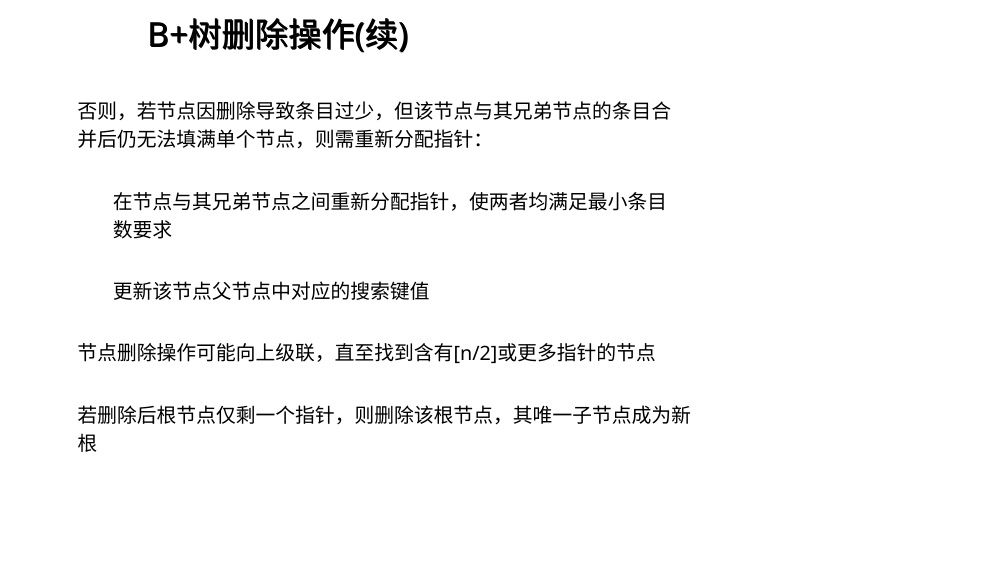 B+树删除操作(续)
否则，若节点因删除导致条目过少，但该节点与其兄弟节点的条目合
并后仍无法填满单个节点，则需重新分配指针：
在节点与其兄弟节点之间重新分配指针，使两者均满足最小条目
数要求
更新该节点父节点中对应的搜索键值
节点删除操作可能向上级联，直至找到含有[n/2]或更多指针的节点
若删除后根节点仅剩一个指针，则删除该根节点，其唯一子节点成为新
根